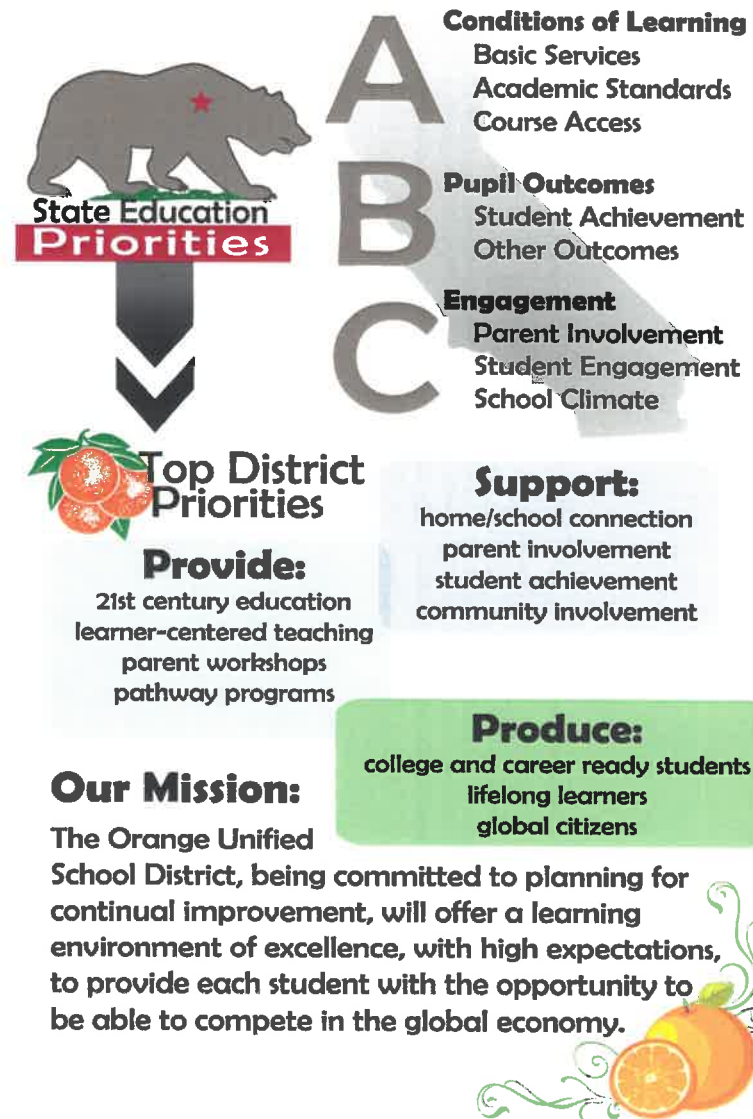 State Education
Priorities
A
Conditions of Learning
Basic Services
Academic Standards
Course Access
B
Pupil Outcomes
Student Achievement
Other Outcomes
C
Engagement
Parent Involvement
Student Engagement
School Climate
Top District
Priorities
Provide:
21st century education
learner-centered teaching
parent workshops
pathway programs
Support:
home/school connection
parent involvement
student achievement
community involvement
Produce:
college and career ready students
lifelong learners
global citizens
Our Mission:
The Orange Unified
School District, being committed to planning for
continual improvement, will offer a learning
environment of excellence, with high expectations,
to provide each student with the opportunity to
be able to compete in the global economy.